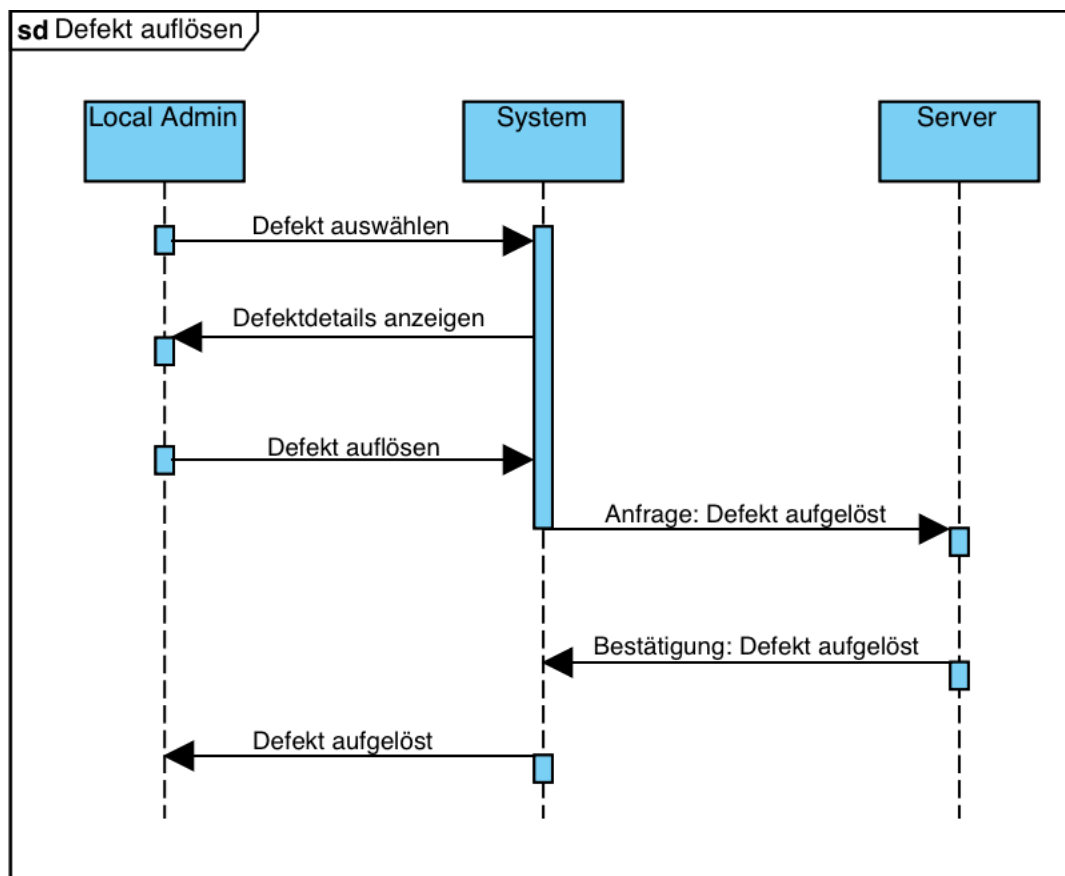 sd Defekt auflösen
Local Admin
System
Server
Defekt auswählen
Defektdetails anzeigen
Defekt auflösen
Anfrage: Defekt aufgelöst
Bestätigung: Defekt aufgelöst
Defekt aufgelöst